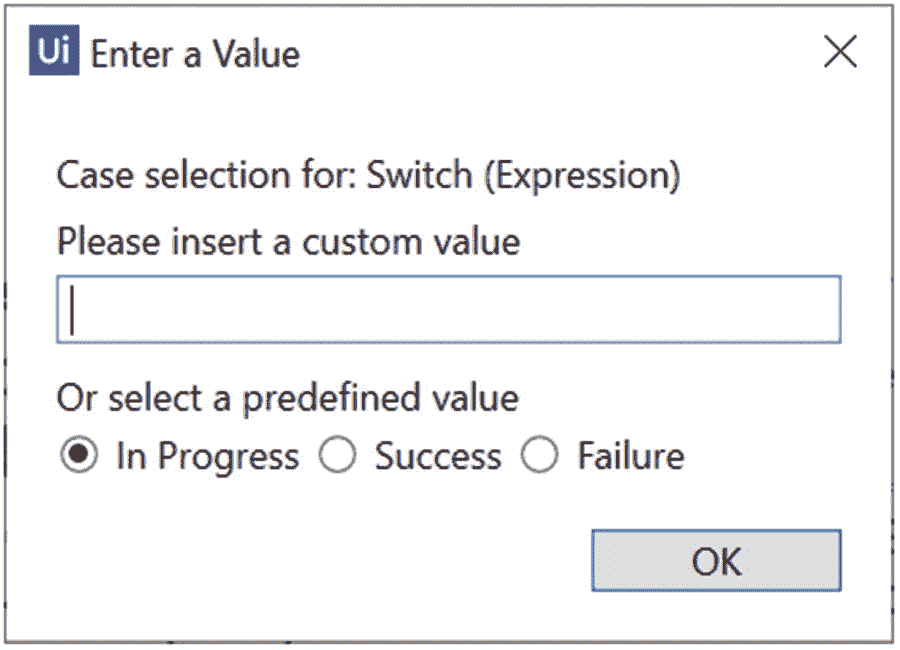 Ui Enter a Value
Case selection for: Switch (Expression)
Please insert a custom value
Or select a predefined value
In Progress Success Failure
OK